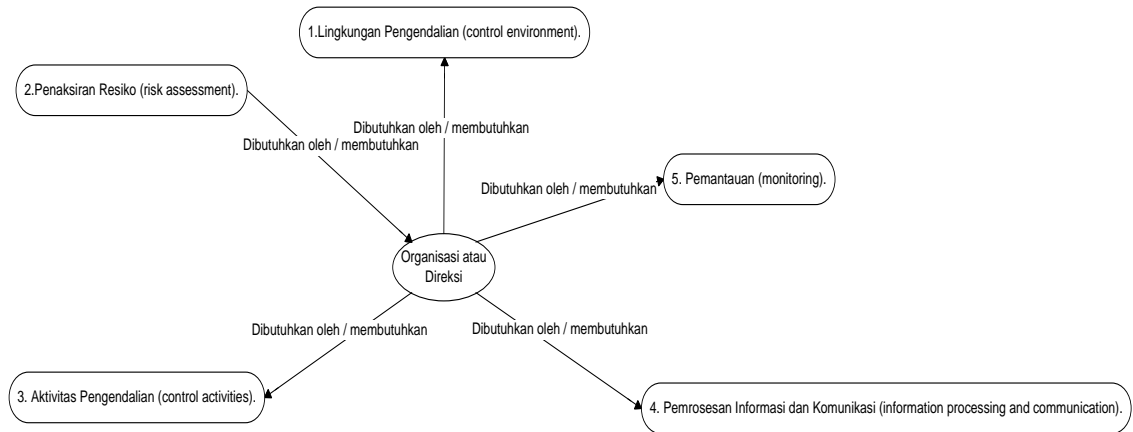 1.Lingkungan Pengendalian (control environment).
2.Penaksiran Resiko (risk assessment).
Dibutuhkan oleh / membutuhkan
Dibutuhkan oleh / membutuhkan
5. Pemantauan (monitoring).
Dibutuhkan oleh / membutuhkan
Organisasi atau
Direksi
Dibutuhkan oleh / membutuhkan
Dibutuhkan oleh / membutuhkan
3. Aktivitas Pengendalian (control activities).
4. Pemrosesan Informasi dan Komunikasi (information processing and communication).